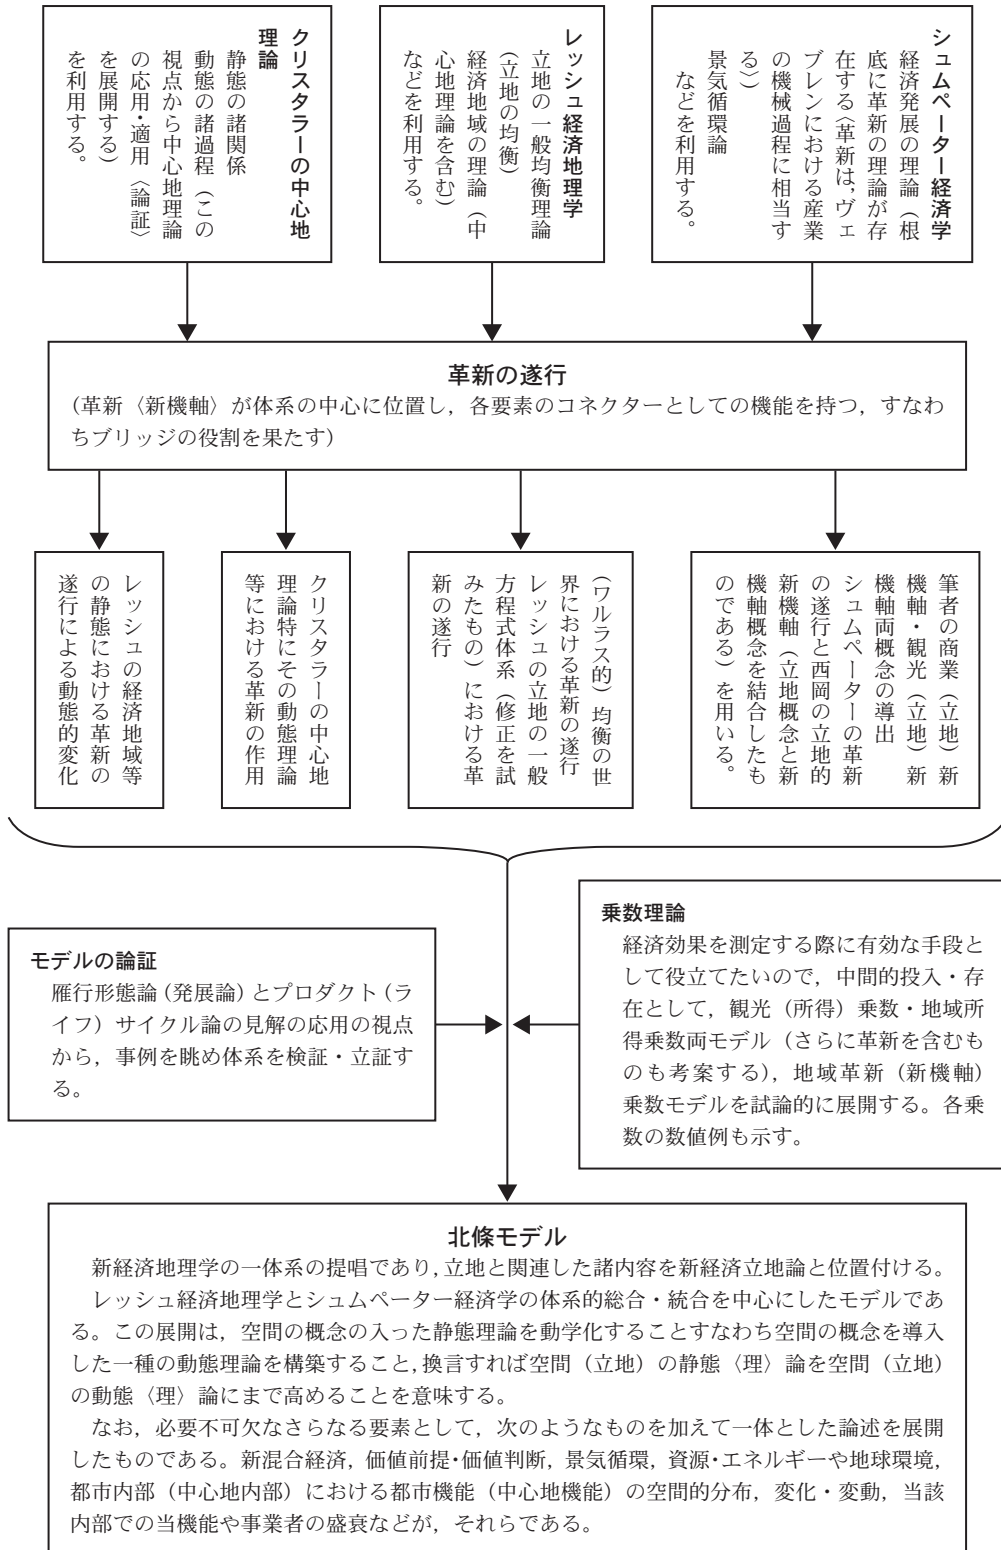 シュムペーター経済学
経済発展の理論（根
底に革新の理論が存
在する〈革新は，ヴェ
ブレンにおける産業
の機械過程に相当す
る〉）
景気循環論
などを利用する。
レッシュ経済地理学
立地の一般均衡理論
（立地の均衡）
経済地域の理論（中
心地理論を含む）
などを利用する。
クリスタラーの中心地
理論
静態の諸関係
動態の諸過程（この
視点から中心地理論
の応用・適用〈論証〉
を展開する）
を利用する。
革新の遂行
（革新〈新機軸〉が体系の中心に位置し，各要素のコネクターとしての機能を持つ，すなわ
ちブリッジの役割を果たす）
筆者の商業（立地）新
機軸・観光（立地）新
機軸両概念の導出
シュムペーターの革新
の遂行と西岡の立地的
新機軸（立地概念と新
機軸概念を結合したも
のである）を用いる。
（ワルラス的）均衡の世
界における革新の遂行
レッシュの立地の一般
方程式体系（修正を試
みたもの）における革
新の遂行
クリスタラーの中心地
理論特にその動態理論
等における革新の作用
レッシュの経済地域等
の静態における革新の
遂行による動態的変化
乗数理論
経済効果を測定する際に有効な手段と
して役立てたいので，中間的投入・存
在として，観光（所得）乗数・地域所
得乗数両モデル（さらに革新を含むも
のも考案する），地域革新（新機軸）
乗数モデルを試論的に展開する。各乗
数の数値例も示す。
モデルの論証
雁行形態論（発展論）とプロダクト（ラ
イフ）サイクル論の見解の応用の視点
から，事例を眺め体系を検証・立証す
る。
北條モデル
新経済地理学の一体系の提唱であり，立地と関連した諸内容を新経済立地論と位置付ける。
レッシュ経済地理学とシュムペーター経済学の体系的総合・統合を中心にしたモデルであ
る。この展開は，空間の概念の入った静態理論を動学化することすなわち空間の概念を導入
した一種の動態理論を構築すること，換言すれば空間（立地）の静態〈理〉論を空間（立地）
の動態〈理〉論にまで高めることを意味する。
なお，必要不可欠なさらなる要素として，次のようなものを加えて一体とした論述を展開
したものである。新混合経済，価値前提・価値判断，景気循環，資源・エネルギーや地球環境，
都市内部（中心地内部）における都市機能（中心地機能）の空間的分布，変化・変動，当該
内部での当機能や事業者の盛衰などが，それらである。